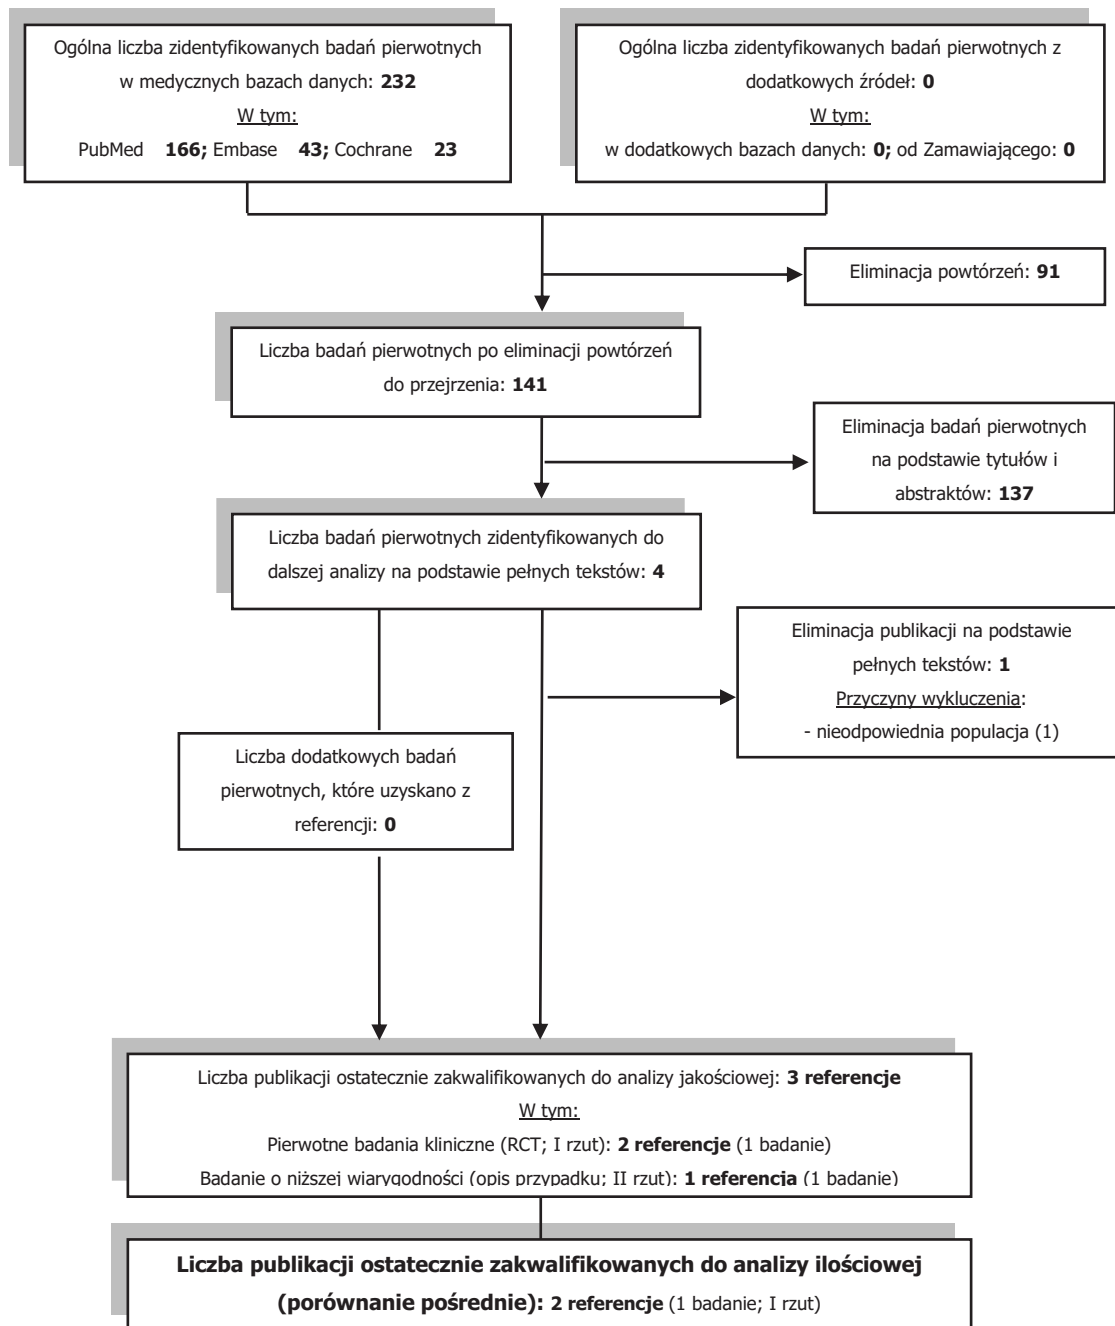 Ogólna liczba zidentyfikowanych badań pierwotnych
w medycznych bazach danych: 232
W tym:
PubMed 166; Embase 43; Cochrane 23
Ogólna liczba zidentyfikowanych badań pierwotnych z
dodatkowych źródeł: 0
W tym:
w dodatkowych bazach danych: 0; od Zamawiającego: 0
Eliminacja powtórzeń: 91
Liczba badań pierwotnych po eliminacji powtórzeń
do przejrzenia: 141
Eliminacja badań pierwotnych
na podstawie tytułów i
abstraktów: 137
Liczba badań pierwotnych zidentyfikowanych do
dalszej analizy na podstawie pełnych tekstów: 4
Eliminacja publikacji na podstawie
pełnych tekstów: 1
Przyczyny wykluczenia:
- nieodpowiednia populacja (1)
Liczba dodatkowych badań
pierwotnych, które uzyskano z
referencji: 0
Liczba publikacji ostatecznie zakwalifikowanych do analizy jakościowej: 3 referencje
W tym:
Pierwotne badania kliniczne (RCT; I rzut): 2 referencje (1 badanie)
Badanie o niższej wiarygodności (opis przypadku; II rzut): 1 referencja (1 badanie)
Liczba publikacji ostatecznie zakwalifikowanych do analizy ilościowej
(porównanie pośrednie): 2 referencje (1 badanie; I rzut)